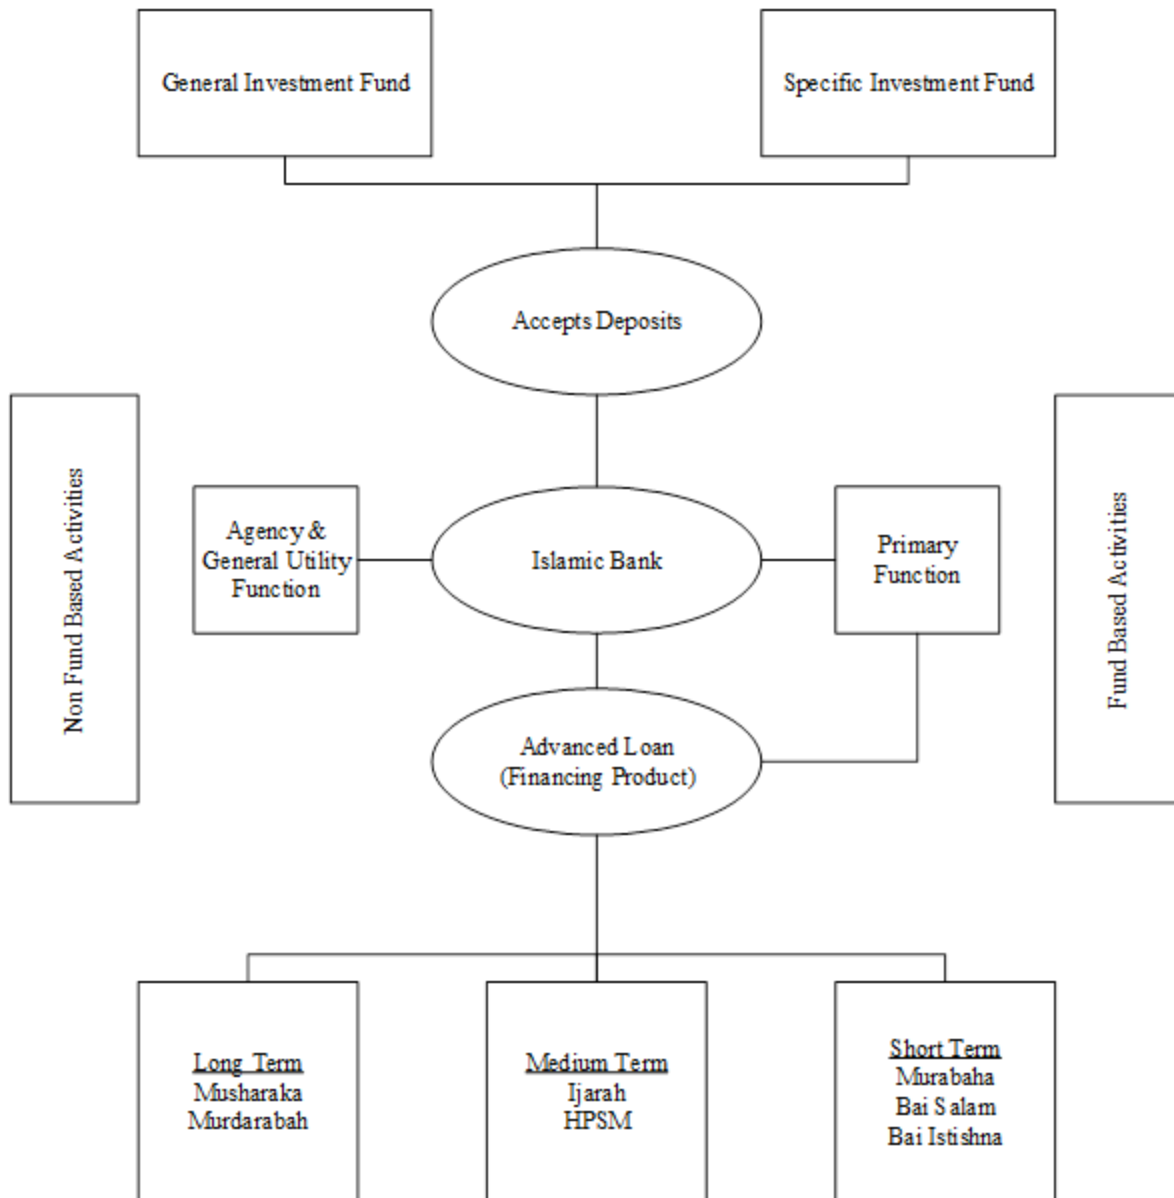 General Investment Fund
Specific Investment Fund
Accepts Deposits
Non Fund Based Activities
Agency &
General Utility
Function
Islamic Bank
Primary
Function
Fund Based Activities
Advanced Loan
(Financing Product)
Long Term
Musharaka
Murdarabah
Medium Term
Ijarah
HPSM
Short Term
Murabaha
Bai Salam
Bai Istishna